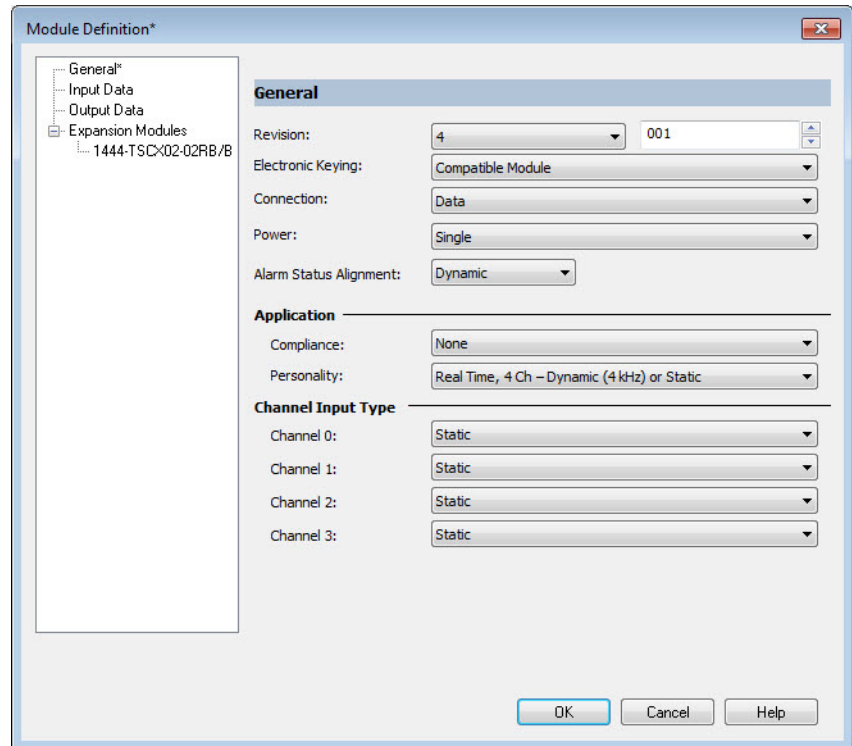 Module Definition*
General*
Input Data
Output Data
Expansion Modules
1444-TSCX02-02RB/B
General
Revision: 4 001
Electronic Keying: Compatible Module
Connection: Data
Power: Single
Alarm Status Alignment: Dynamic
Application
Compliance: None
Personality: Real Time, 4 Ch – Dynamic (4 kHz) or Static
Channel Input Type
Channel 0: Static
Channel 1: Static
Channel 2: Static
Channel 3: Static
OK Cancel Help